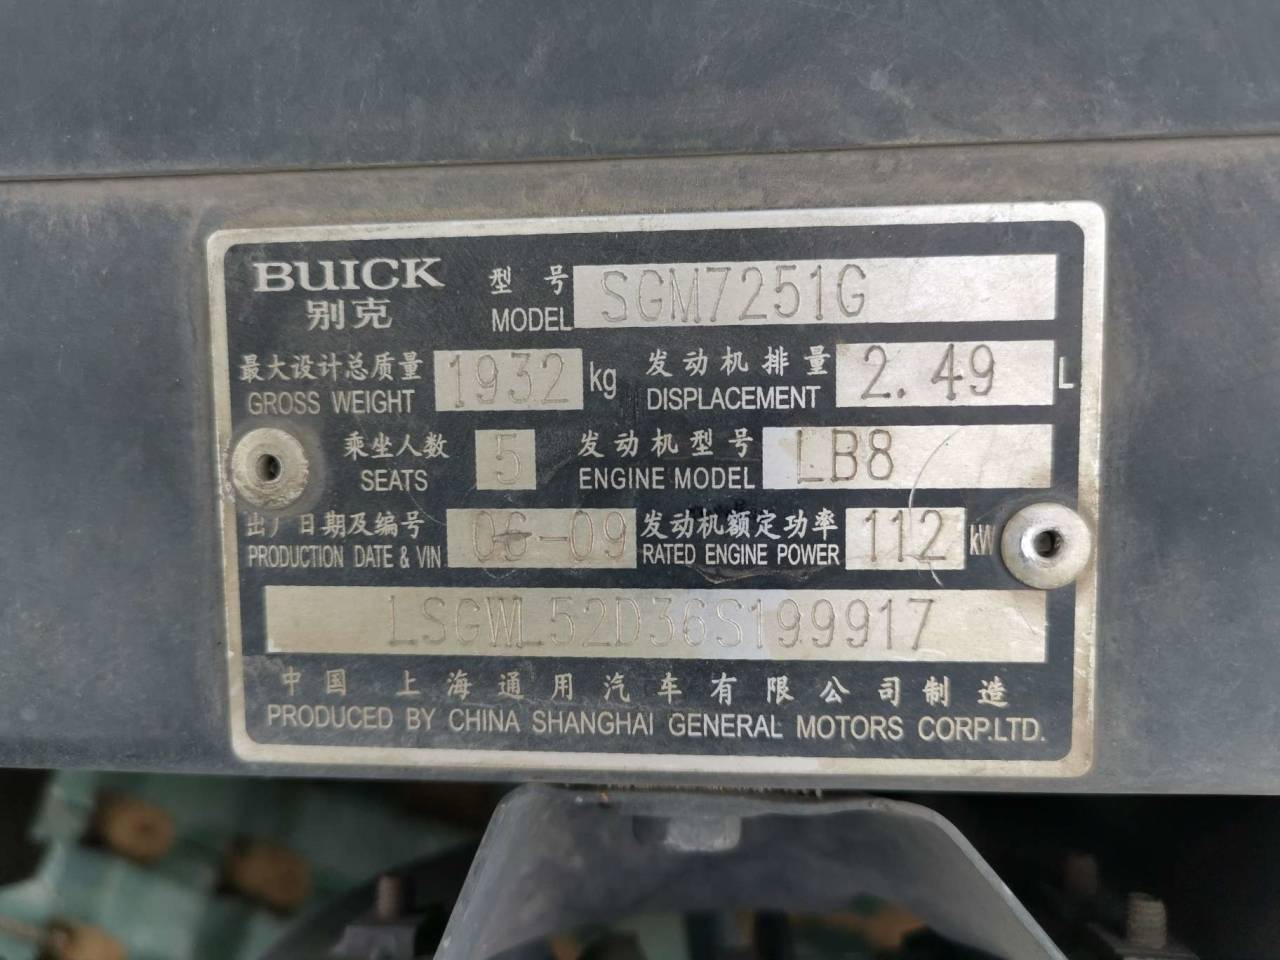 BUICK 型号 SGM7251G
别克 MODEL
最大设计总质量 1932 kg 发动机排量 2.49 L
GROSS WEIGHT DISPLACEMENT
乘坐人数 5 发动机型号 LB8
SEATS ENGINE MODEL
出厂日期及编号 06-09 发动机额定功率 112 kW
PRODUCTION DATE & VIN RATED ENGINE POWER
LSGWL52D36S199917
中国 上海通用汽车有限公司制造
PRODUCED BY CHINA SHANGHAI GENERAL MOTORS CORP.LTD.